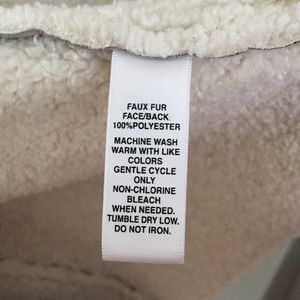 FAUX FUR
FACE/BACK
100%POLYESTER
MACHINE WASH
WARM WITH LIKE
COLORS
GENTLE CYCLE
ONLY
NON-CHLORINE
BLEACH
WHEN NEEDED.
TUMBLE DRY LOW.
DO NOT IRON.